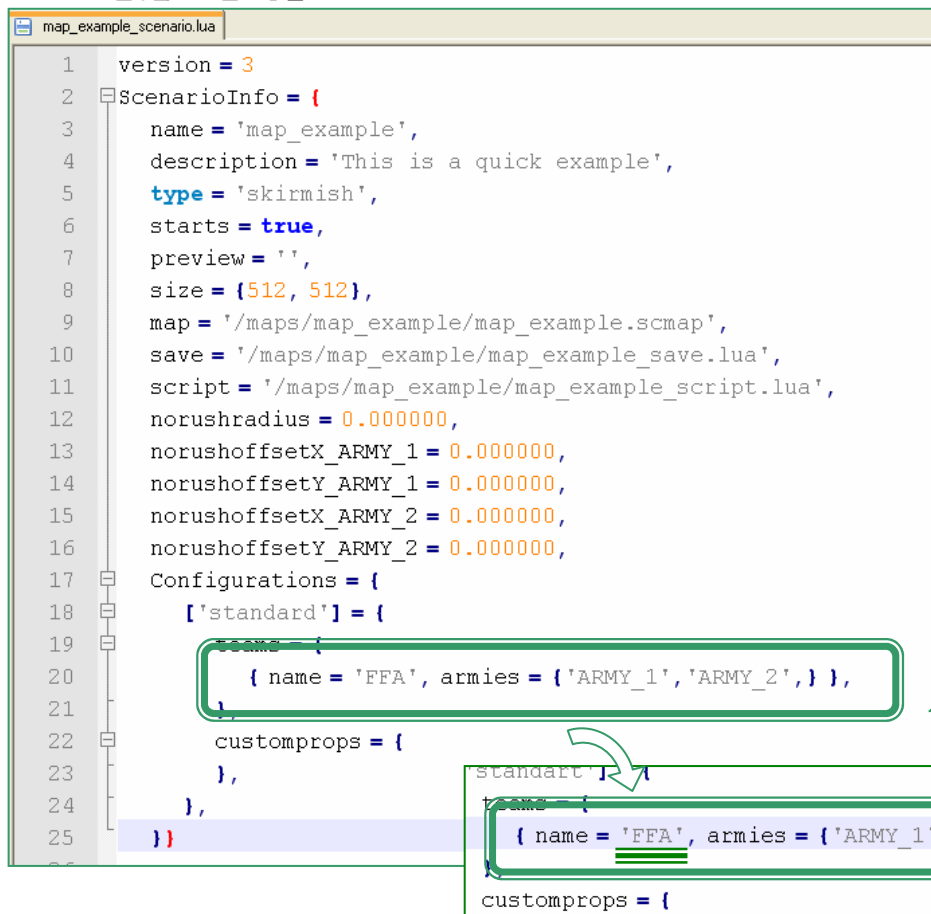 map_example_scenario.lua
1 version = 3
2 ScenarioInfo = {
3 name = 'map_example',
4 description = 'This is a quick example',
5 type = 'skirmish',
6 starts = true,
7 preview = '',
8 size = {512, 512},
9 map = '/maps/map_example/map_example.scmap',
10 save = '/maps/map_example/map_example_save.lua',
11 script = '/maps/map_example/map_example_script.lua',
12 norushradius = 0.000000,
13 norushoffsetX_ARMY_1 = 0.000000,
14 norushoffsetY_ARMY_1 = 0.000000,
15 norushoffsetX_ARMY_2 = 0.000000,
16 norushoffsetY_ARMY_2 = 0.000000,
17 Configurations = {
18 ['standard'] = {
19 teams = {
20 { name = 'FFA', armies = {'ARMY_1','ARMY_2',} },
21 },
22 customprops = {
23 },
24 },
25 }}
'standart'] = {
teams = {
{ name = 'FFA', armies = {'ARMY_1'
}
customprops = {